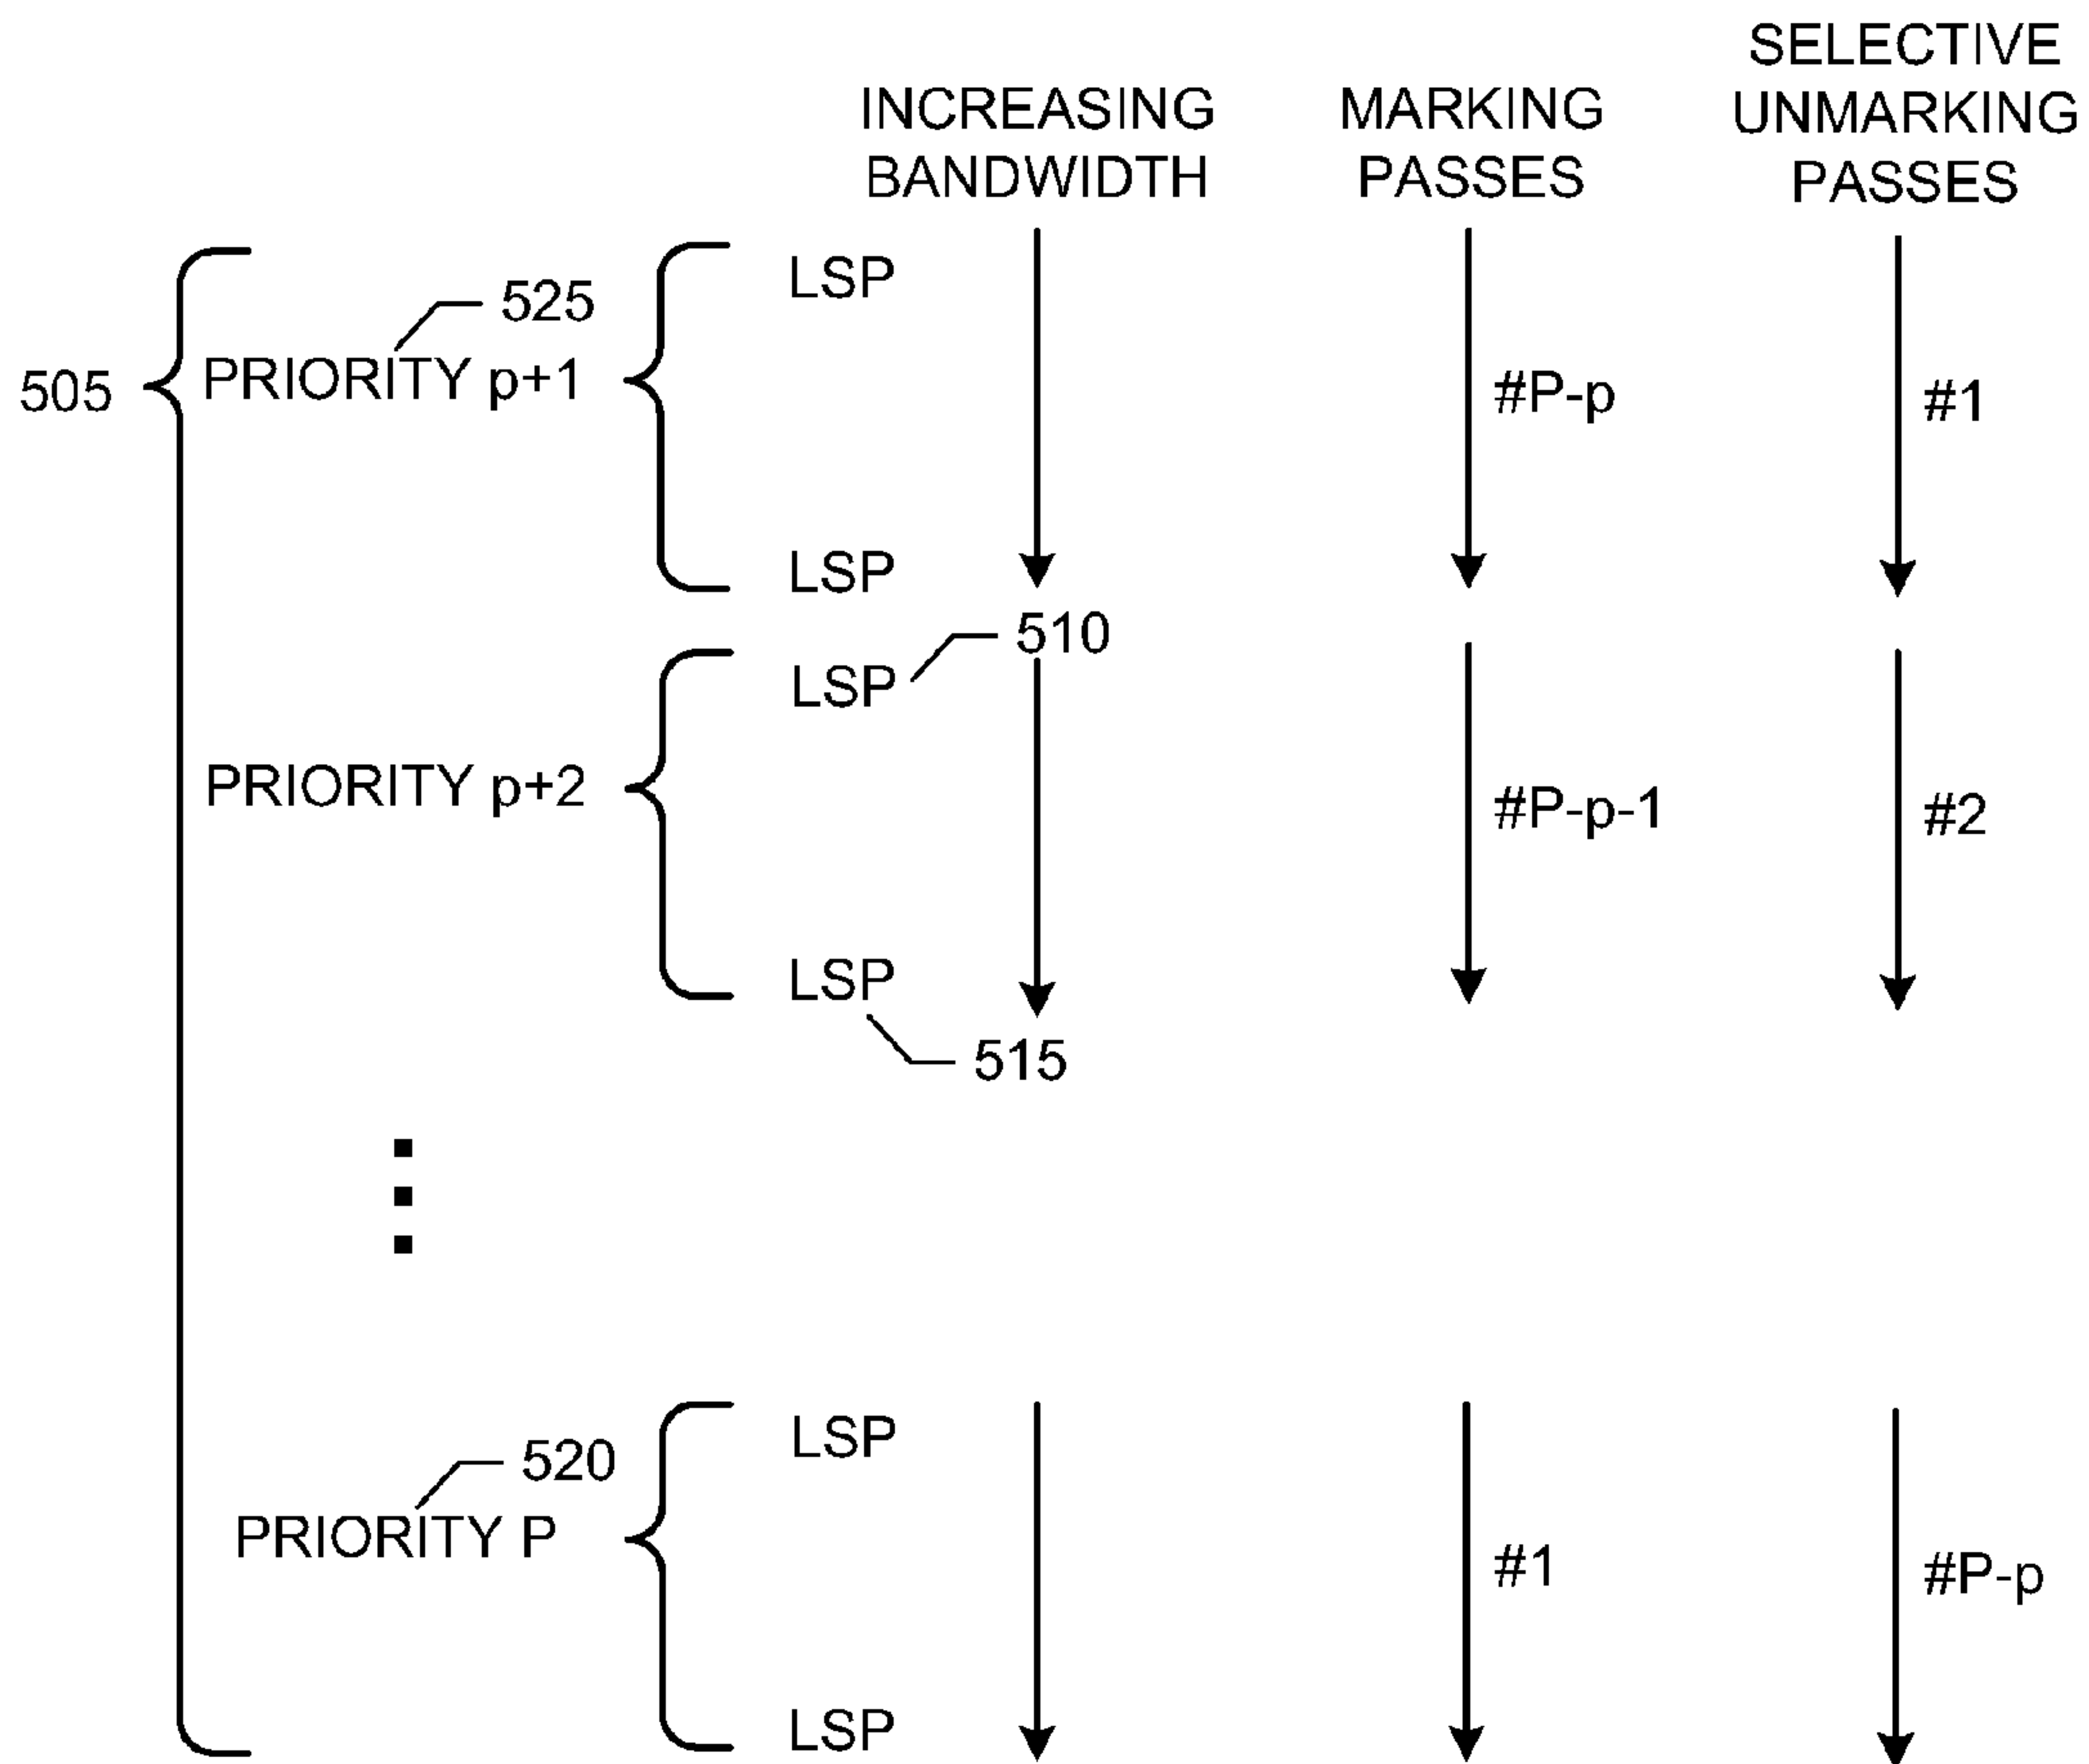 SELECTIVE
UNMARKING
PASSES
INCREASING
BANDWIDTH
MARKING
PASSES
LSP
525
505
PRIORITY p+1
#P-p
#1
LSP
510
LSP
PRIORITY p+2
#P-p-1
#2
LSP
515
LSP
520
PRIORITY P
#1
#P-p
LSP